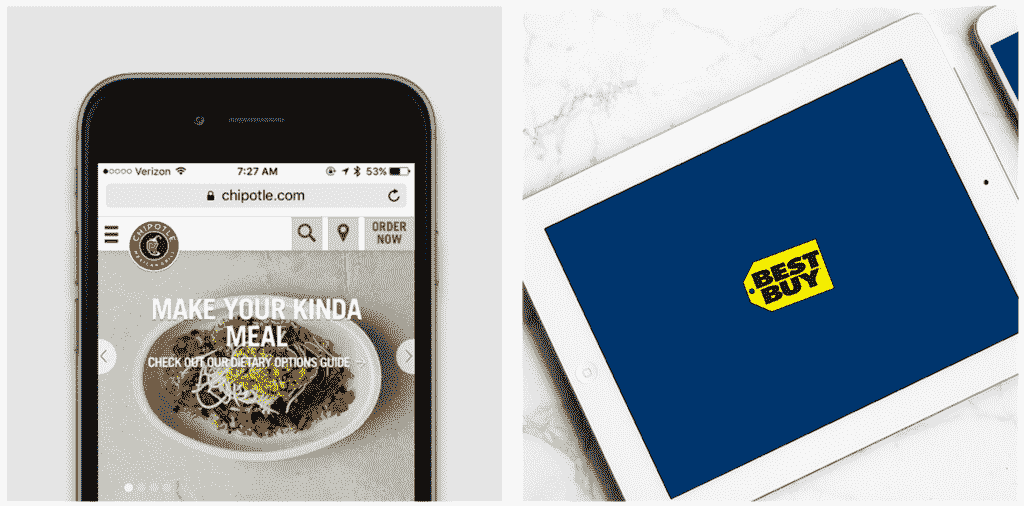 Verizon 7:27 AM 53%
chipotle.com
ORDER
NOW
CHIPOTLE
MEXICAN GRILL
MAKE YOUR KINDA
MEAL
CHECK OUT OUR DIETARY OPTIONS GUIDE →
BEST
BUY